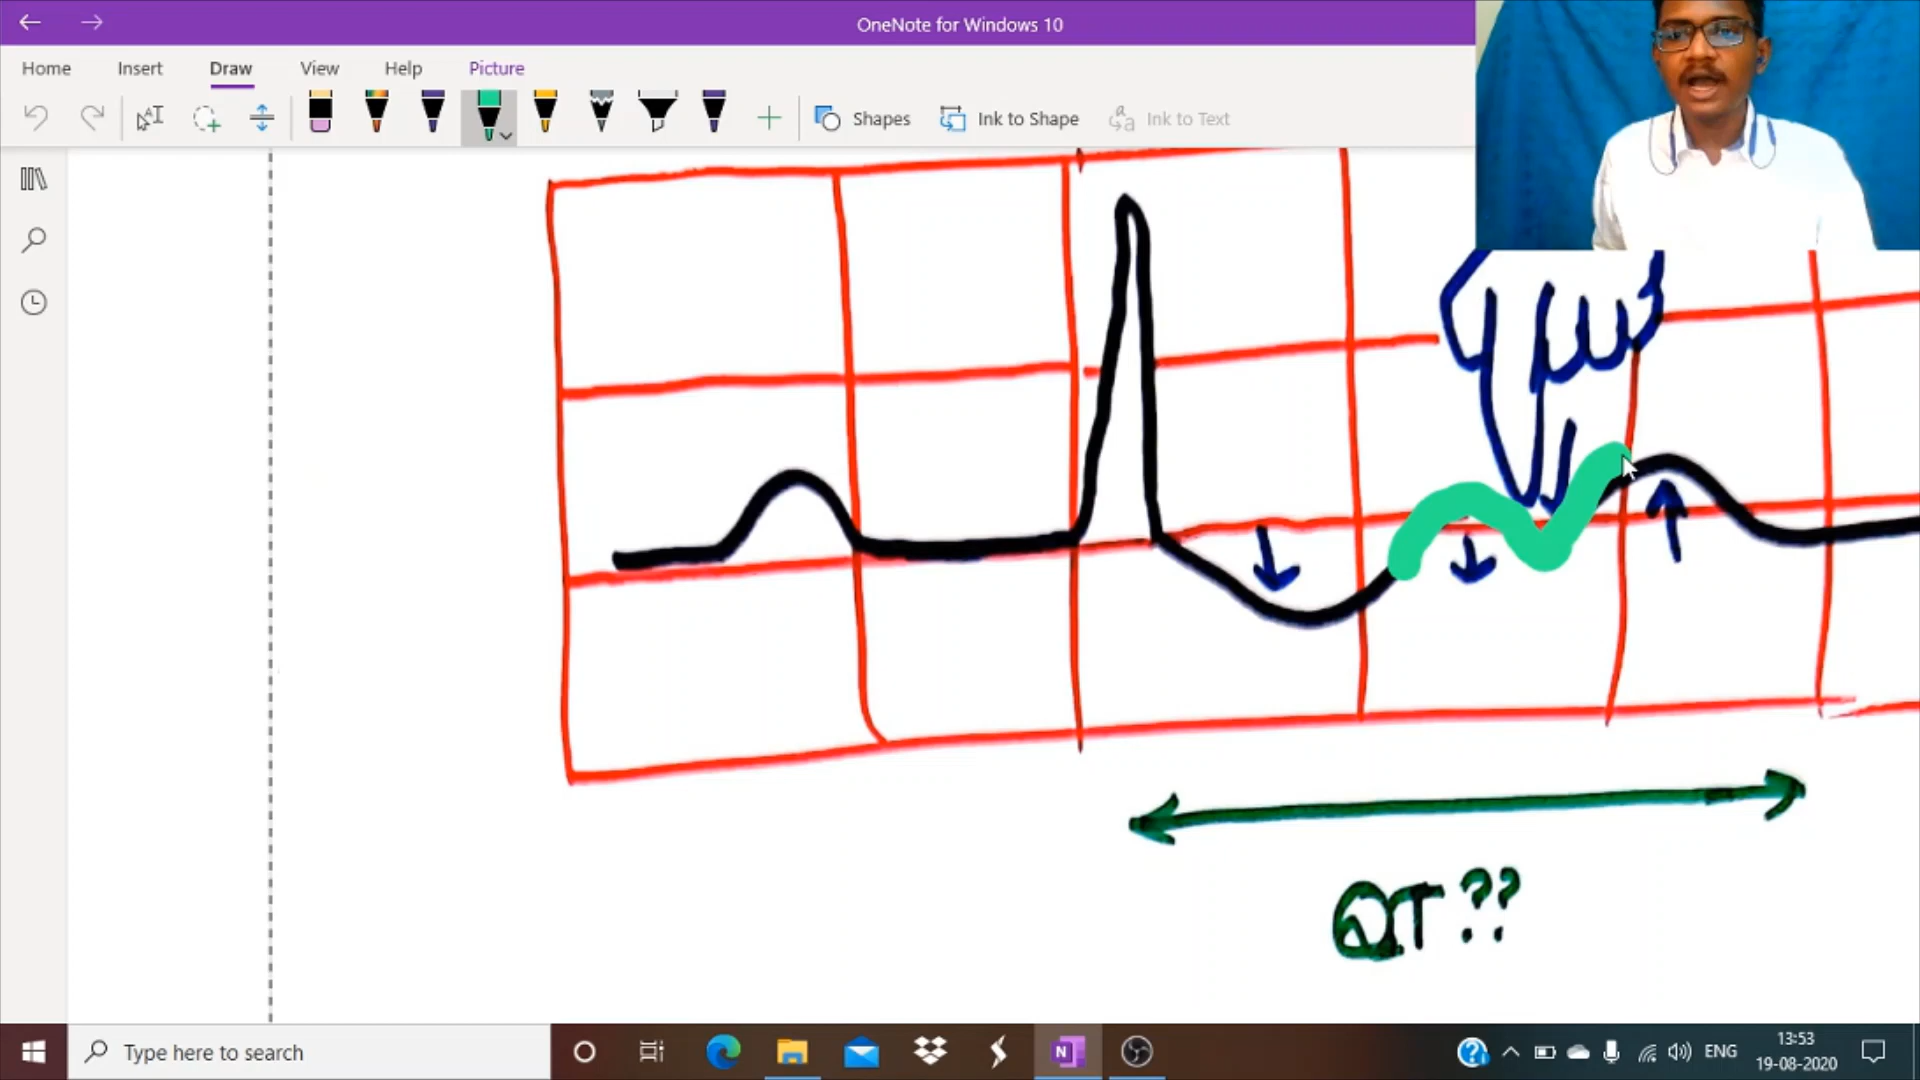 OneNote for Windows 10
Home Insert Draw View Help Picture
Shapes Ink to Shape Ink to Text
QT ??
Type here to search
ENG
13:53
19-08-2020